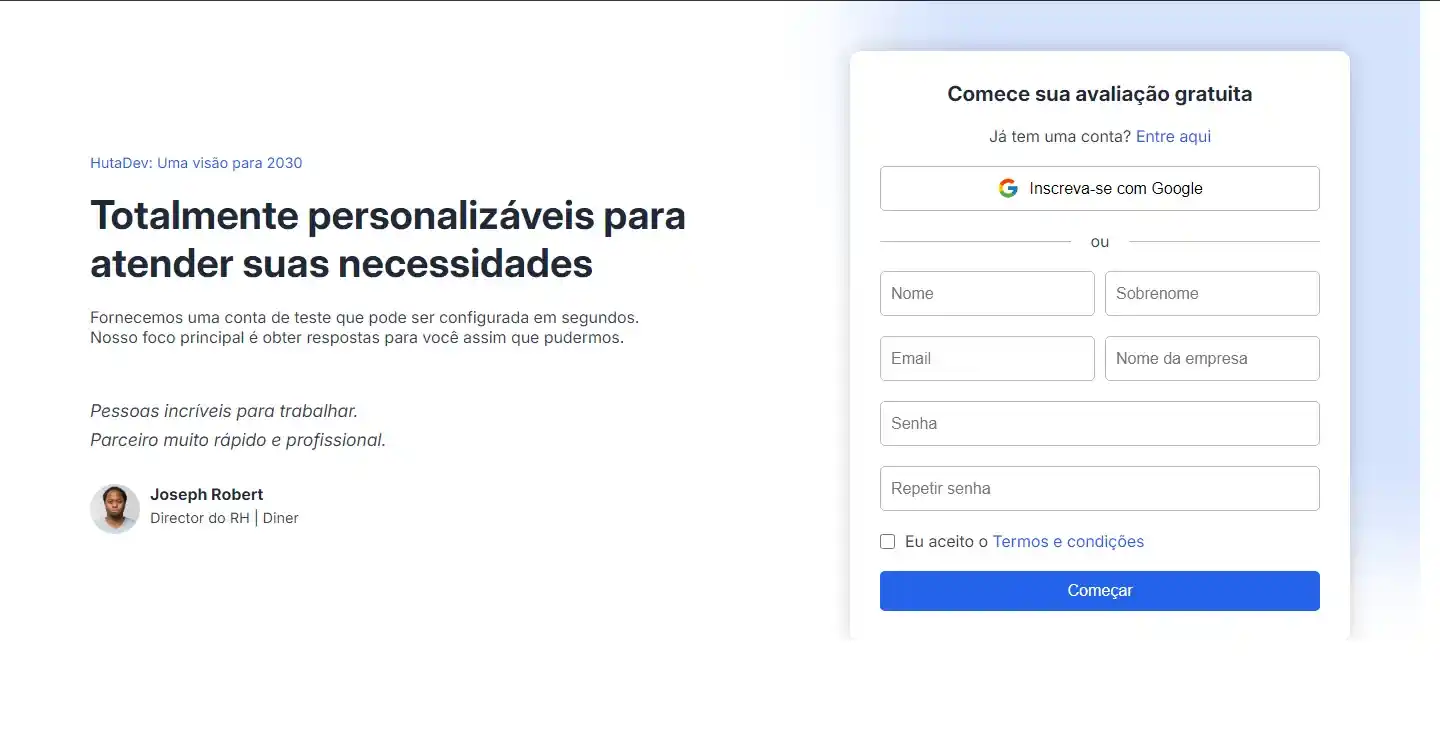 HutaDev: Uma visão para 2030
Totalmente personalizáveis para
atender suas necessidades
Fornecemos uma conta de teste que pode ser configurada em segundos.
Nosso foco principal é obter respostas para você assim que pudermos.
Pessoas incríveis para trabalhar.
Parceiro muito rápido e profissional.
Joseph Robert
Director do RH | Diner
Comece sua avaliação gratuita
Já tem uma conta? Entre aqui
Inscreva-se com Google
ou
Nome
Sobrenome
Email
Nome da empresa
Senha
Repetir senha
Eu aceito o Termos e condições
Começar